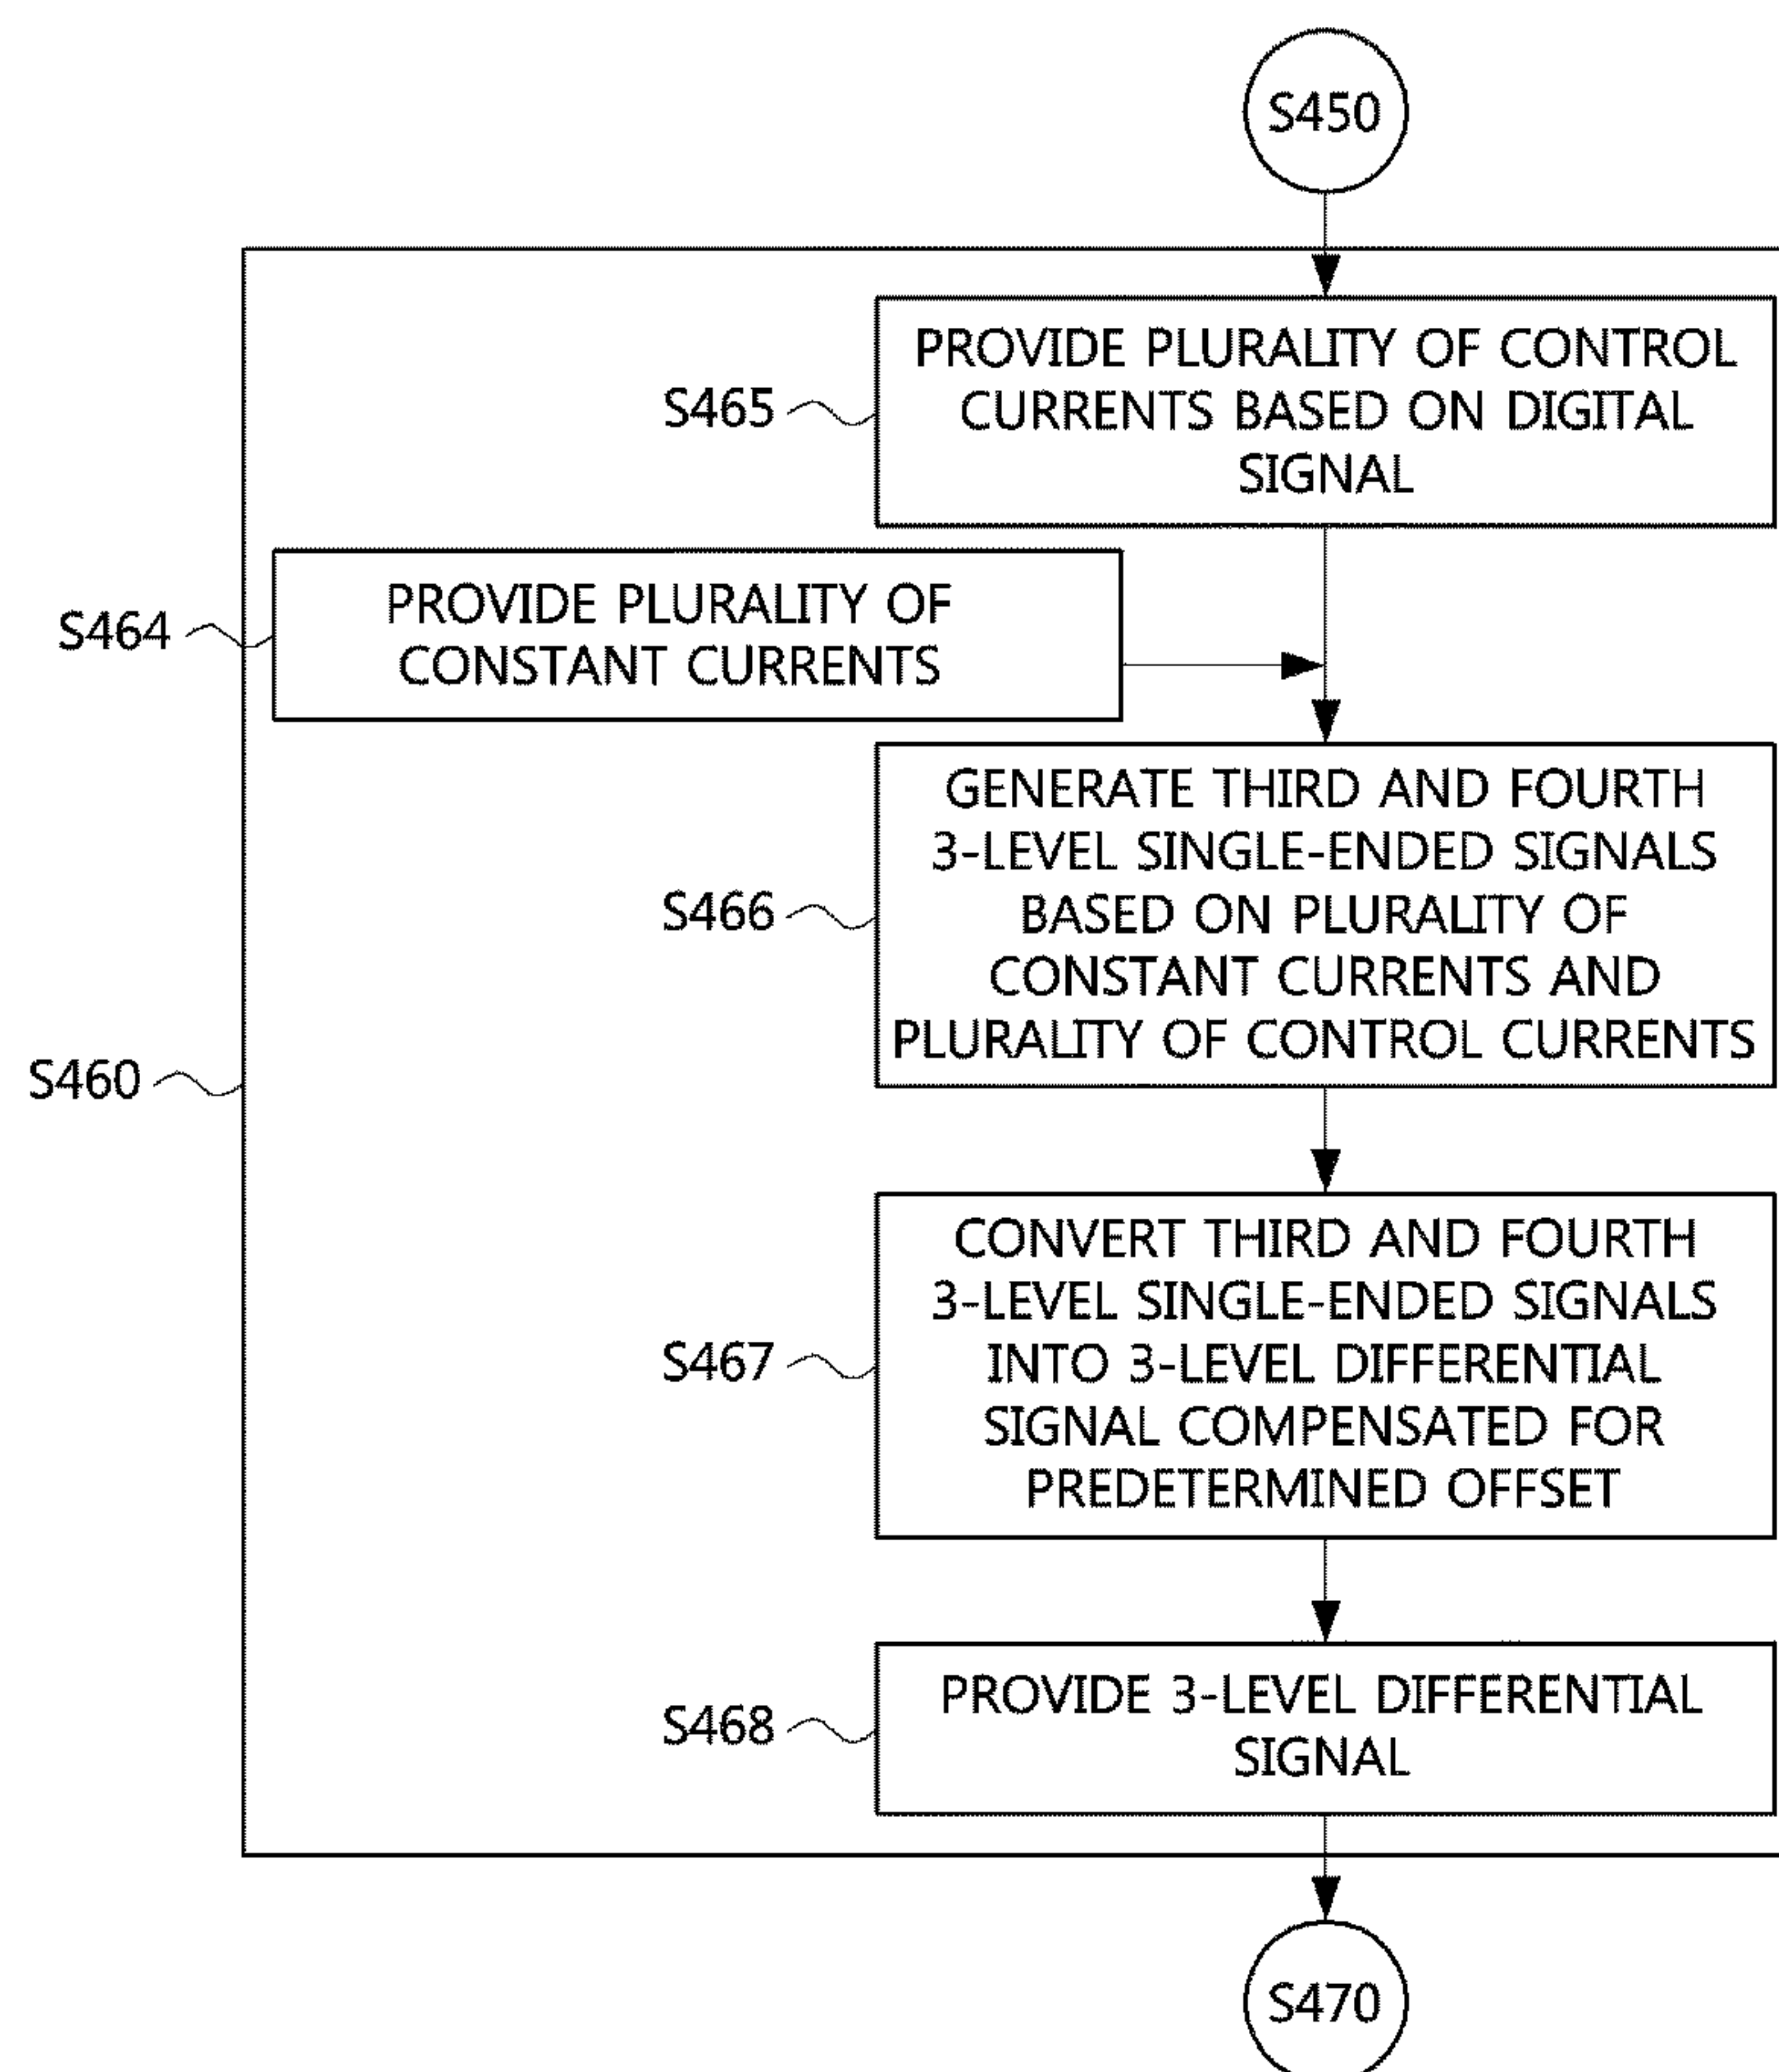 S450
S465
PROVIDE PLURALITY OF CONTROL
CURRENTS BASED ON DIGITAL
SIGNAL
S464
PROVIDE PLURALITY OF
CONSTANT CURRENTS
S466
GENERATE THIRD AND FOURTH
3-LEVEL SINGLE-ENDED SIGNALS
BASED ON PLURALITY OF
CONSTANT CURRENTS AND
PLURALITY OF CONTROL CURRENTS
S460
S467
CONVERT THIRD AND FOURTH
3-LEVEL SINGLE-ENDED SIGNALS
INTO 3-LEVEL DIFFERENTIAL
SIGNAL COMPENSATED FOR
PREDETERMINED OFFSET
S468
PROVIDE 3-LEVEL DIFFERENTIAL
SIGNAL
S470